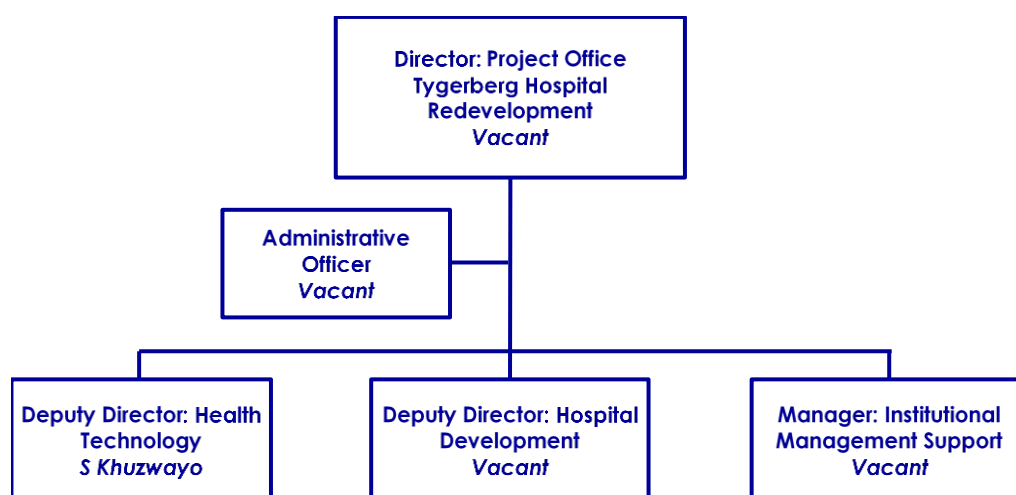 Director: Project Office
Tygerberg Hospital
Redevelopment
Vacant
Administrative
Officer
Vacant
Deputy Director: Health
Technology
S Khuzwayo
Deputy Director: Hospital
Development
Vacant
Manager: Institutional
Management Support
Vacant